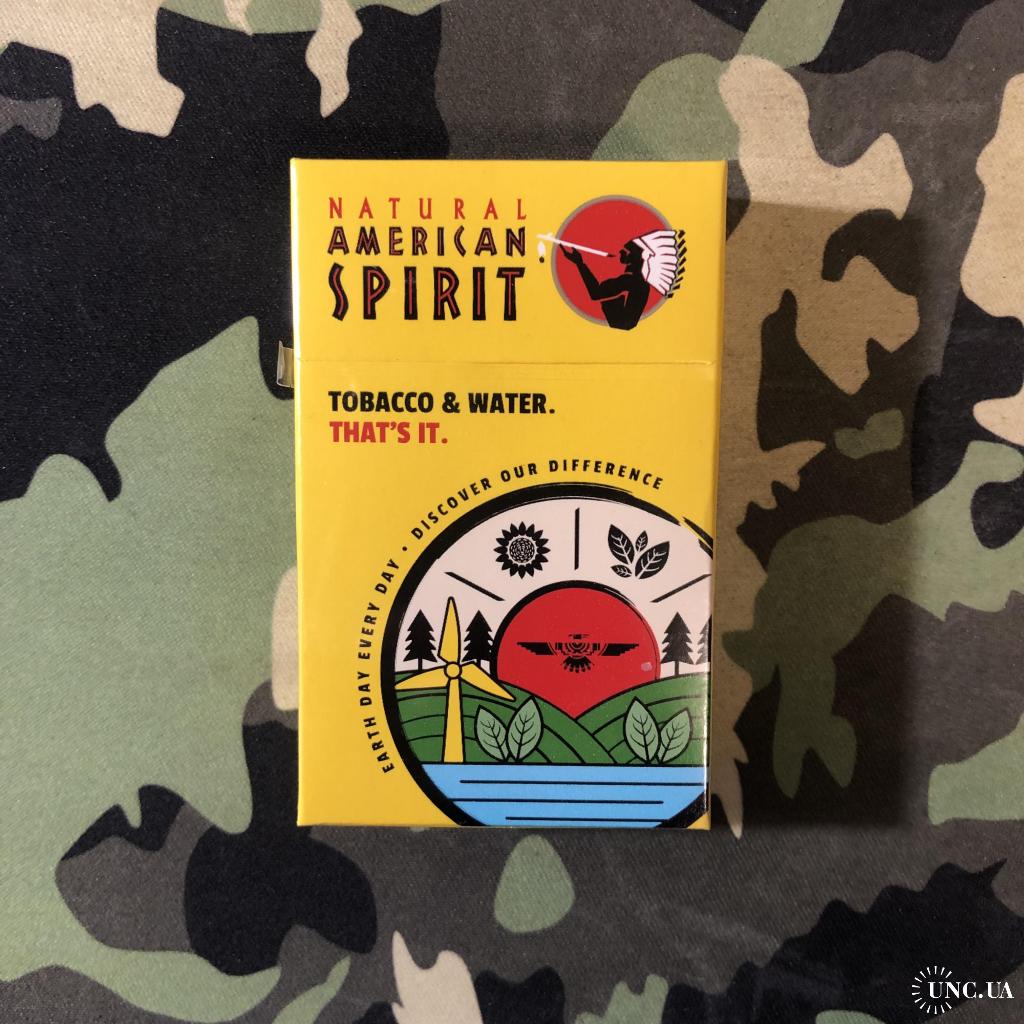 NATURAL
AMERICAN
SPIRIT
TOBACCO & WATER.
THAT'S IT.
EARTH DAY EVERY DAY • DISCOVER OUR DIFFERENCE
UNC.UA